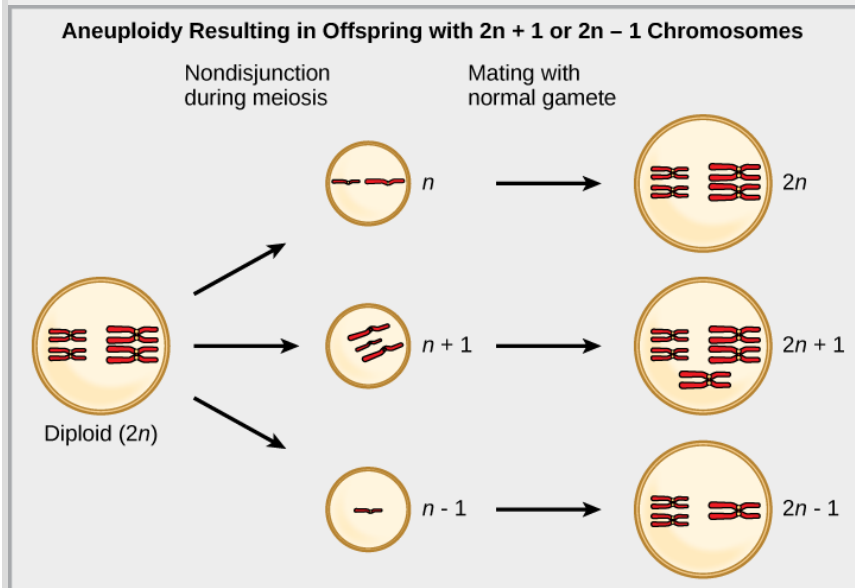 Aneuploidy Resulting in Offspring with 2n + 1 or 2n – 1 Chromosomes
Nondisjunction
during meiosis
Mating with
normal gamete
n
2n
n + 1
2n + 1
Diploid (2n)
n - 1
2n - 1